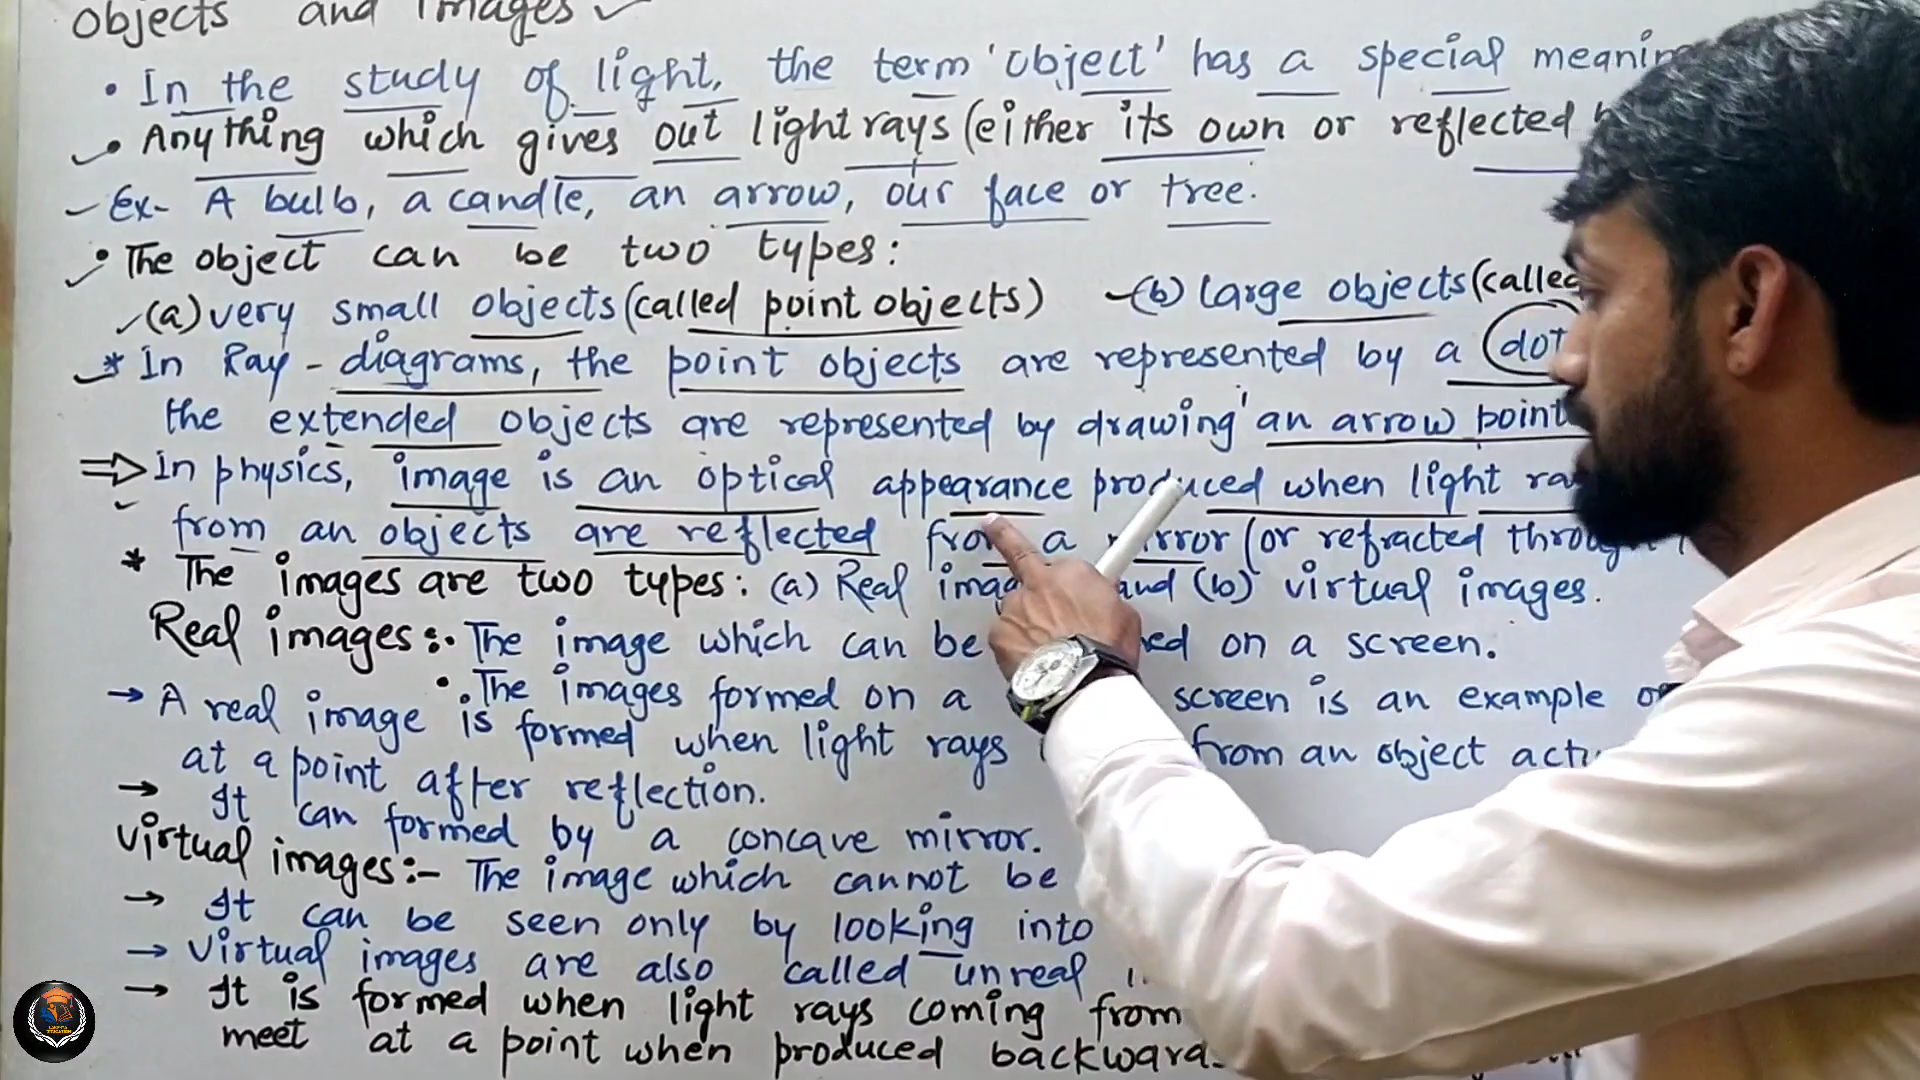 Objects and Images
• In the study of light, the term 'object' has a special meanin
• Anything which gives out light rays (either its own or reflected
Ex- A bulb, a candle, an arrow, our face or tree.
• The object can be two types:
(a) very small objects (called point objects) (b) Large objects (called
* In Ray-diagrams, the point objects are represented by a dot
the extended objects are represented by drawing an arrow point
⇒ In physics, image is an optical appearance produced when light ra
from an objects are reflected from a mirror (or refracted through
* The images are two types: (a) Real imag and (b) virtual images.
Real images:• The image which can be ed on a screen.
• The images formed on a screen is an example
→ A real image is formed when light rays from an object actu
at a point after reflection.
→ It can formed by a concave mirror.
Virtual images:- The image which cannot be
→ It can be seen only by looking into
→ Virtual images are also called unreal
→ It is formed when light rays coming from
meet at a point when produced backward